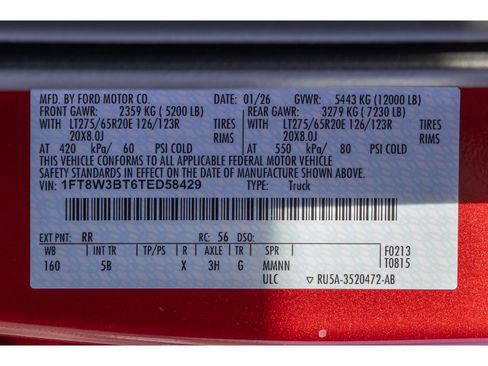 MFD. BY FORD MOTOR CO. DATE: 01/26 GVWR: 5443 KG (12000 LB)
FRONT GAWR: 2359 KG (5200 LB) REAR GAWR: 3279 KG (7230 LB)
WITH LT275/65R20E 126/123R TIRES WITH LT275/65R20E 126/123R TIRES
20X8.0J RIMS 20X8.0J RIMS
AT 420 kPa/ 60 PSI COLD AT 550 kPa/ 80 PSI COLD
THIS VEHICLE CONFORMS TO ALL APPLICABLE FEDERAL MOTOR VEHICLE
SAFETY STANDARDS IN EFFECT ON THE DATE OF MANUFACTURE SHOWN ABOVE.
VIN: 1FT8W3BT6TED58429 TYPE: Truck
EXT PNT: RR RC: 56 DSO:
WB INT TR TP/PS R AXLE TR SPR F0213
160 5B X 3H G MMNN T0815
ULC ▽ RU5A-3520472-AB